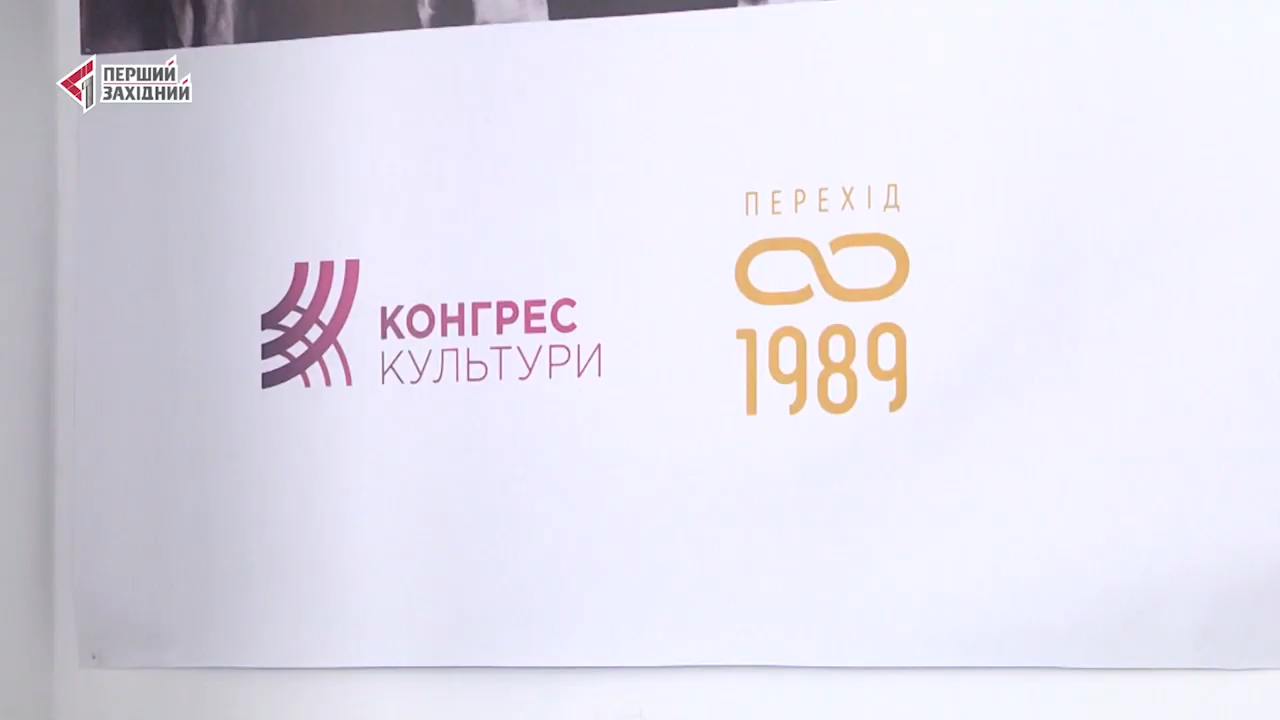 ПЕРШИЙ
ЗАХІДНИЙ
КОНГРЕС
КУЛЬТУРИ
ПЕРЕХІД
1989